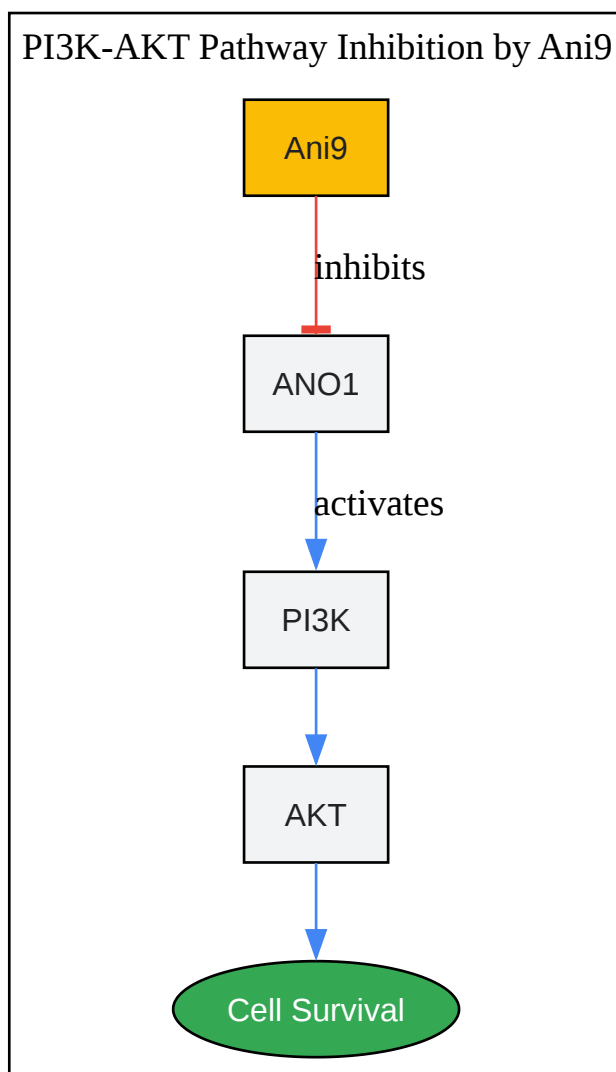 PI3K-AKT Pathway Inhibition by Ani9
Ani9
inhibits
ANO1
activates
PI3K
AKT
Cell Survival